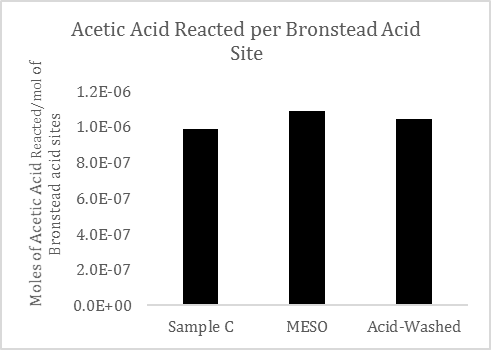 Acetic Acid Reacted per Bronstead Acid
Site
Moles of Acetic Acid Reacted/mol of
Bronstead acid sites
1.2E-06
1.0E-06
8.0E-07
6.0E-07
4.0E-07
2.0E-07
0.0E+00
Sample C MESO Acid-Washed